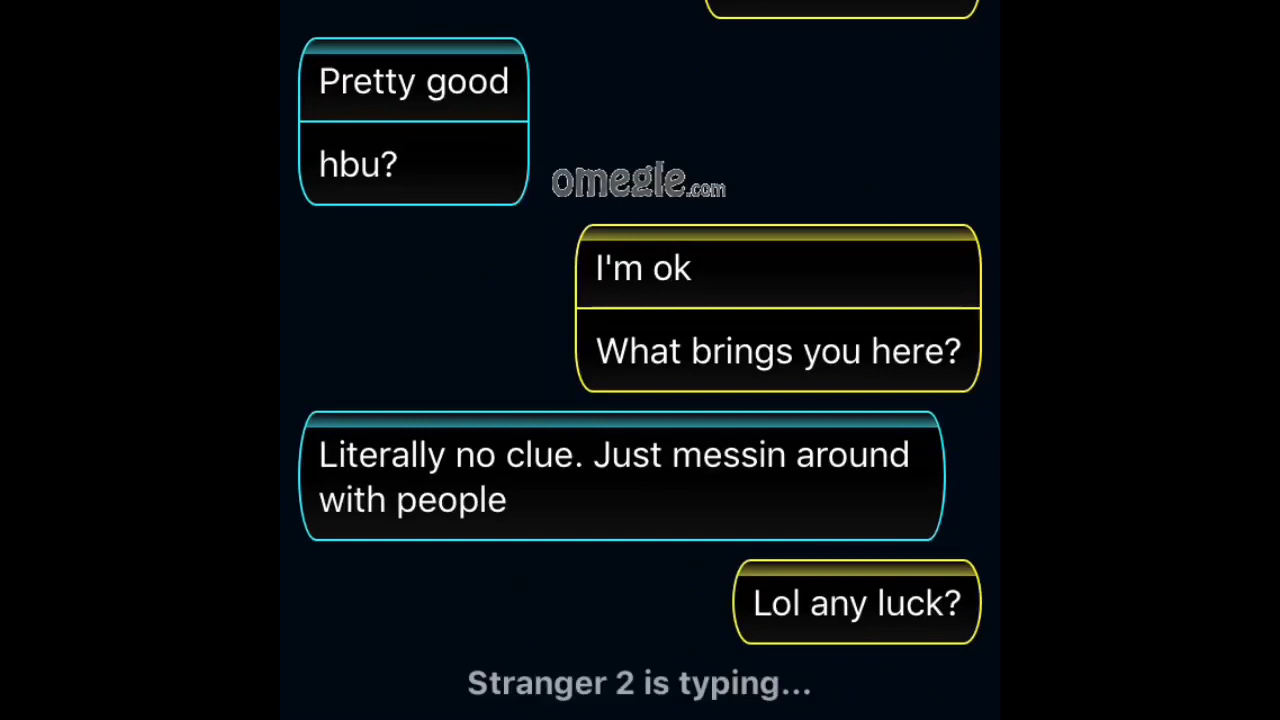 Pretty good
hbu?
omegle.com
I'm ok
What brings you here?
Literally no clue. Just messin around
with people
Lol any luck?
Stranger 2 is typing...